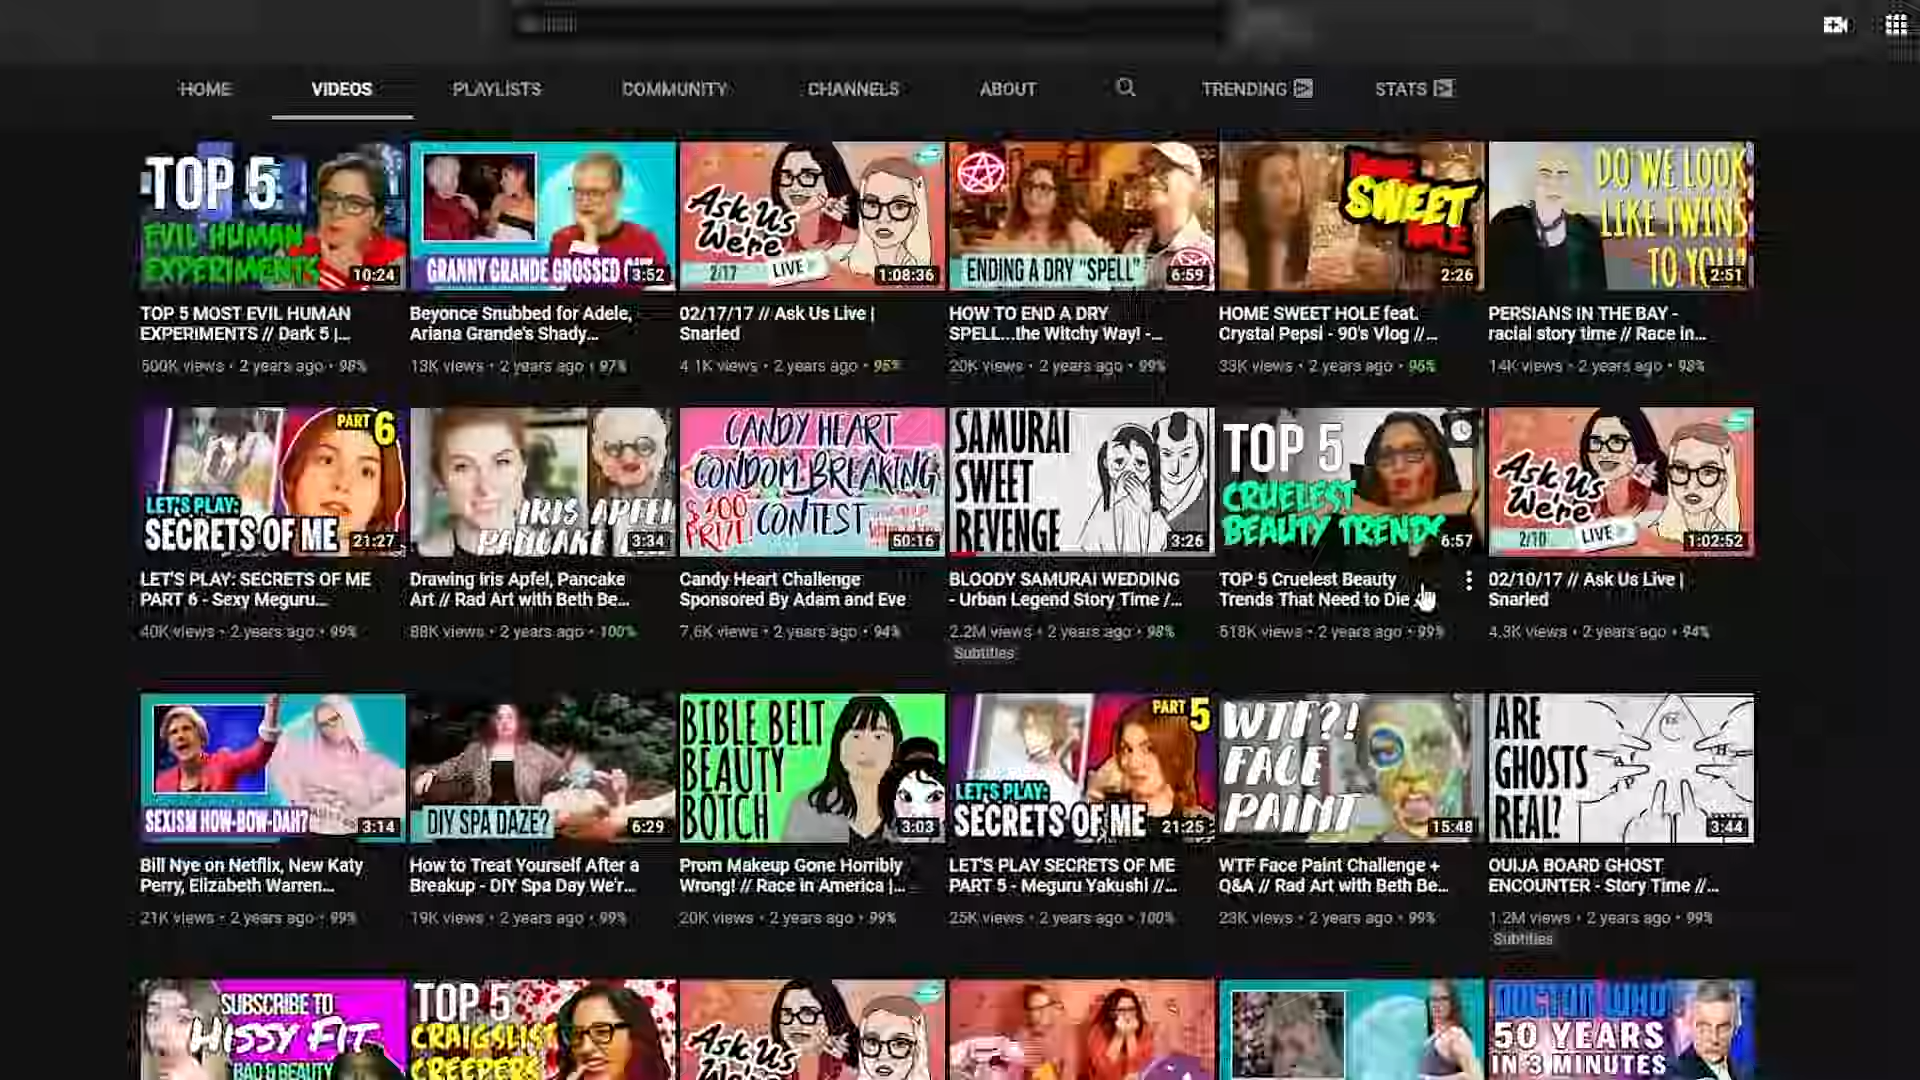 HOME VIDEOS PLAYLISTS COMMUNITY CHANNELS ABOUT TRENDING STATS
TOP 5
EVIL HUMAN
EXPERIMENTS
10:24
GRANNY GRANDE GROSSED
3:52
Ask Us
We're
2/17
LIVE
1:08:36
ENDING A DRY "SPELL"
6:59
SWEET
HOLE
2:26
DO WE LOOK
LIKE TWINS
TO YOU?
2:51
TOP 5 MOST EVIL HUMAN
EXPERIMENTS // Dark 5 |...
500K views • 2 years ago • 98%
Beyonce Snubbed for Adele,
Ariana Grande's Shady...
13K views • 2 years ago • 97%
02/17/17 // Ask Us Live |
Snarled
4.1K views • 2 years ago • 95%
HOW TO END A DRY
SPELL...the Witchy Way! -...
20K views • 2 years ago • 99%
HOME SWEET HOLE feat.
Crystal Pepsi - 90's Vlog //...
33K views • 2 years ago • 96%
PERSIANS IN THE BAY -
racial story time // Race in...
14K views • 2 years ago • 98%
PART 6
LET'S PLAY:
SECRETS OF ME
21:27
IRIS APFEL
PANCAKE
3:34
CANDY HEART
CONDOM BREAKING
$300
PRIZE!
CONTEST
50:16
SAMURAI
SWEET
REVENGE
3:26
TOP 5
CRUELEST
BEAUTY TRENDS
6:57
Ask Us
We're
2/10
LIVE
1:02:52
LET'S PLAY: SECRETS OF ME
PART 6 - Sexy Meguru...
40K views • 2 years ago • 99%
Drawing Iris Apfel, Pancake
Art // Rad Art with Beth Be...
88K views • 2 years ago • 100%
Candy Heart Challenge
Sponsored By Adam and Eve
7.6K views • 2 years ago • 94%
BLOODY SAMURAI WEDDING
- Urban Legend Story Time /...
2.2M views • 2 years ago • 98%
Subtitles
TOP 5 Cruelest Beauty
Trends That Need to Die
518K views • 2 years ago • 99%
02/10/17 // Ask Us Live |
Snarled
4.3K views • 2 years ago • 94%
SEXISM HOW-BOW-DAH?
3:14
DIY SPA DAZE?
6:29
BIBLE BELT
BEAUTY
BOTCH
3:03
PART 5
LET'S PLAY:
SECRETS OF ME
21:25
WTF?!
FACE
PAINT
15:48
ARE
GHOSTS
REAL?
3:44
Bill Nye on Netflix, New Katy
Perry, Elizabeth Warren...
21K views • 2 years ago • 99%
How to Treat Yourself After a
Breakup - DIY Spa Day We'r...
19K views • 2 years ago • 99%
Prom Makeup Gone Horribly
Wrong! // Race in America |...
20K views • 2 years ago • 99%
LET'S PLAY SECRETS OF ME
PART 5 - Meguru Yakushi //...
25K views • 2 years ago • 100%
WTF Face Paint Challenge +
Q&A // Rad Art with Beth Be...
23K views • 2 years ago • 99%
OUIJA BOARD GHOST
ENCOUNTER - Story Time //...
1.2M views • 2 years ago • 99%
Subtitles
SUBSCRIBE TO
HISSY FIT
BAD & BEAUTY
TOP 5
CRAIGSLIST
CREEPERS
Ask Us
We're
DOCTOR WHO
50 YEARS
IN 3 MINUTES